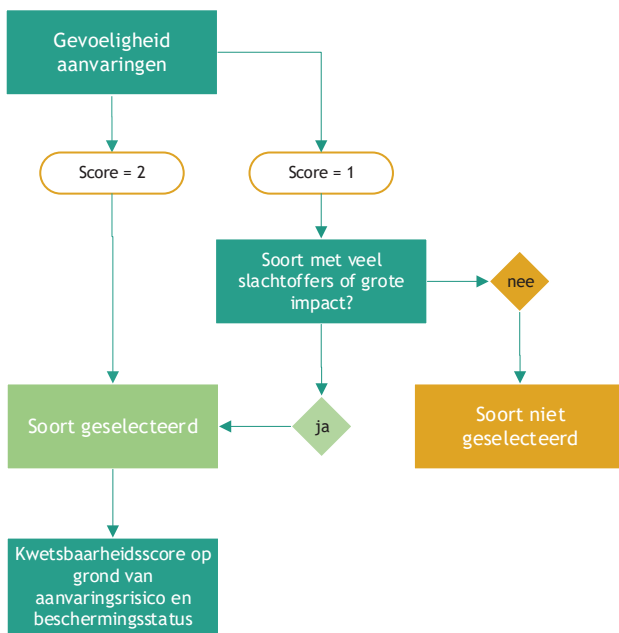 Gevoeligheid
aanvaringen
Score = 2
Score = 1
Soort met veel
slachtoffers of grote
impact?
nee
Soort geselecteerd
ja
Soort niet
geselecteerd
Kwetsbaarheidsscore op
grond van
aanvaringsrisico en
beschermingsstatus